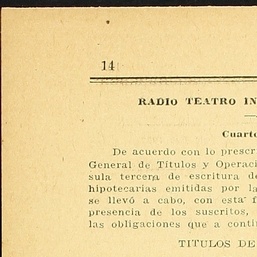 14
RADIO TEATRO IN
Cuarto
De acuerdo con lo prescr
General de Títulos y Operaci
sula tercera de escritura de
hipotecarias emitidas por la
se llevó a cabo, con esta f
presencia de los suscritos,
las obligaciones que a conti
TITULOS DE